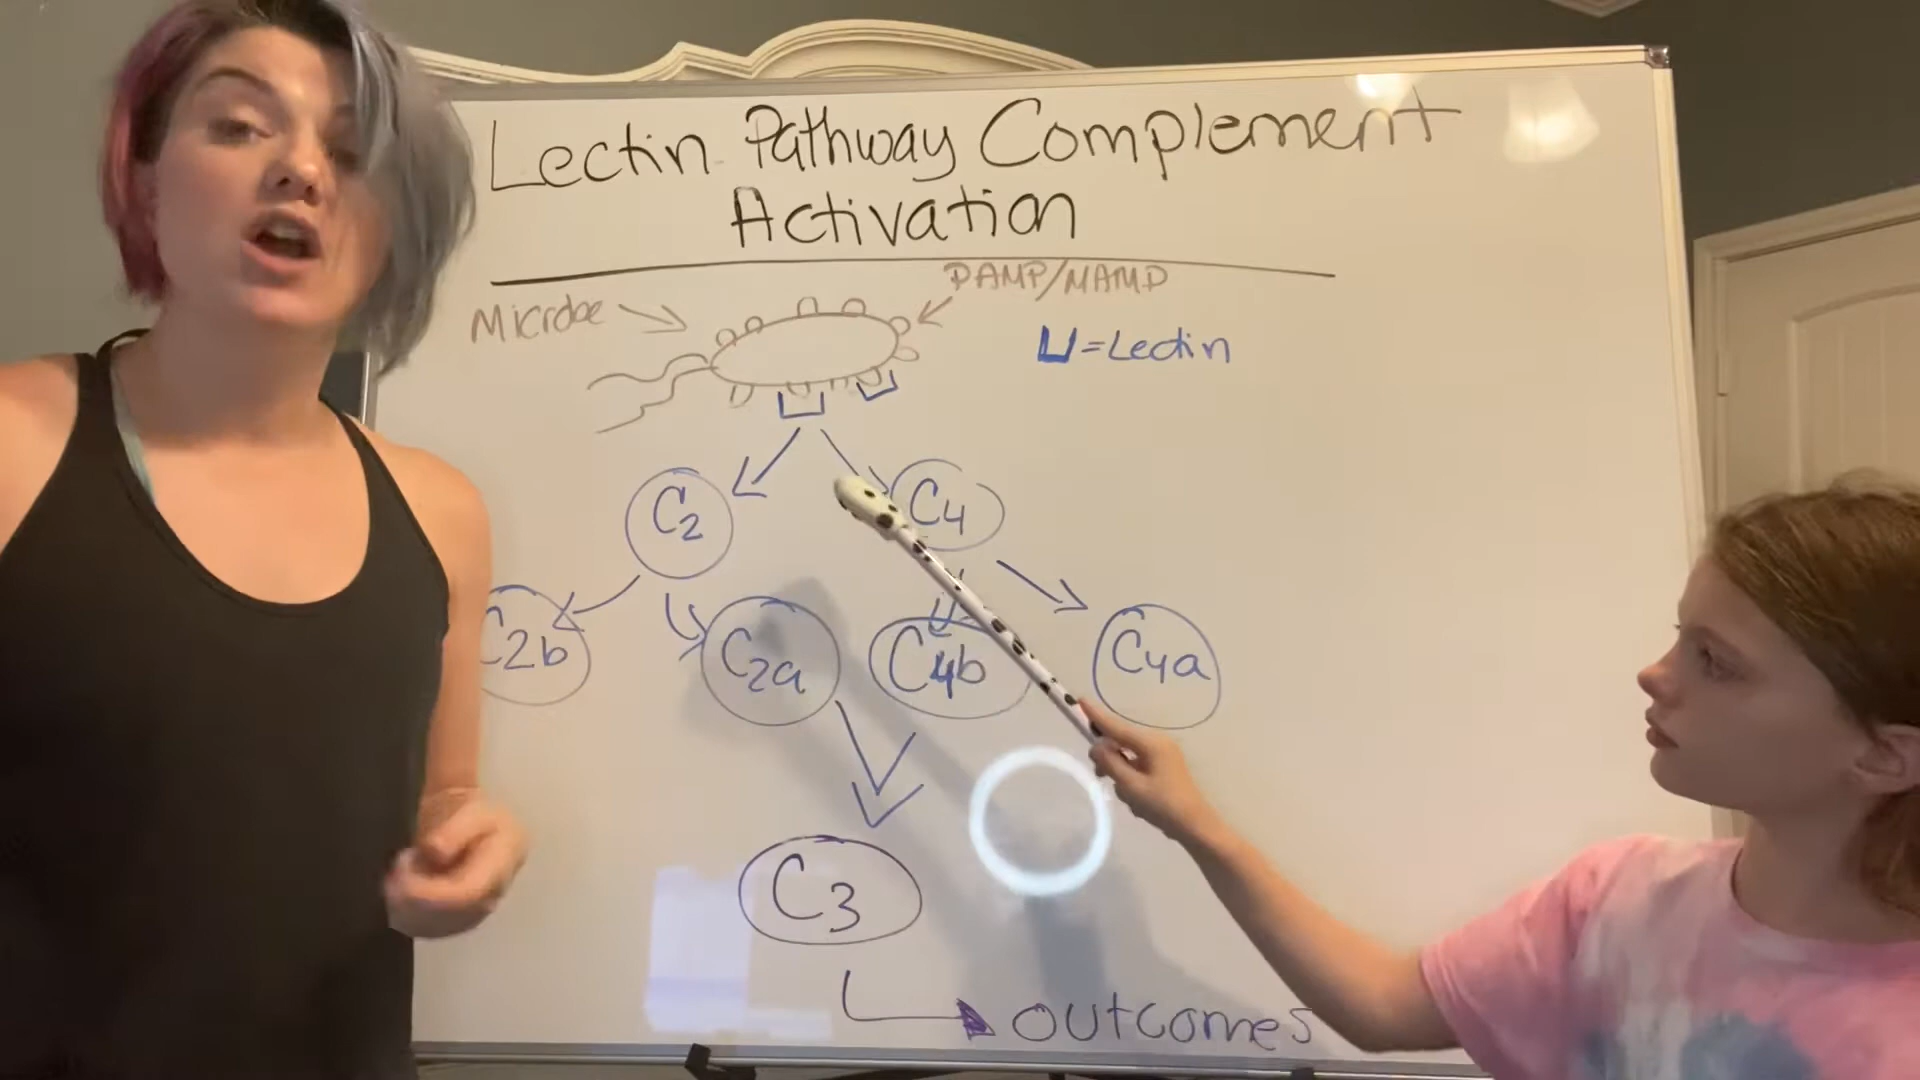 Lectin Pathway Complement
Activation
PAMP/MAMP
Microbe
⊔=Lectin
C2
C4
C2b
C2a
C4b
C4a
C3
outcomes